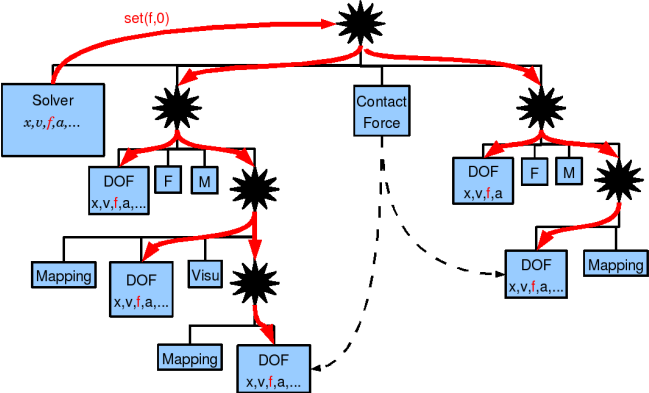 set(f,0)
Solver
x,v,f,a,...
Contact
Force
DOF
x,v,f,a,...
F
M
DOF
x,v,f,a
F
M
Mapping
DOF
x,v,f,a,...
Visu
DOF
x,v,f,a,...
Mapping
Mapping
DOF
x,v,f,a,...